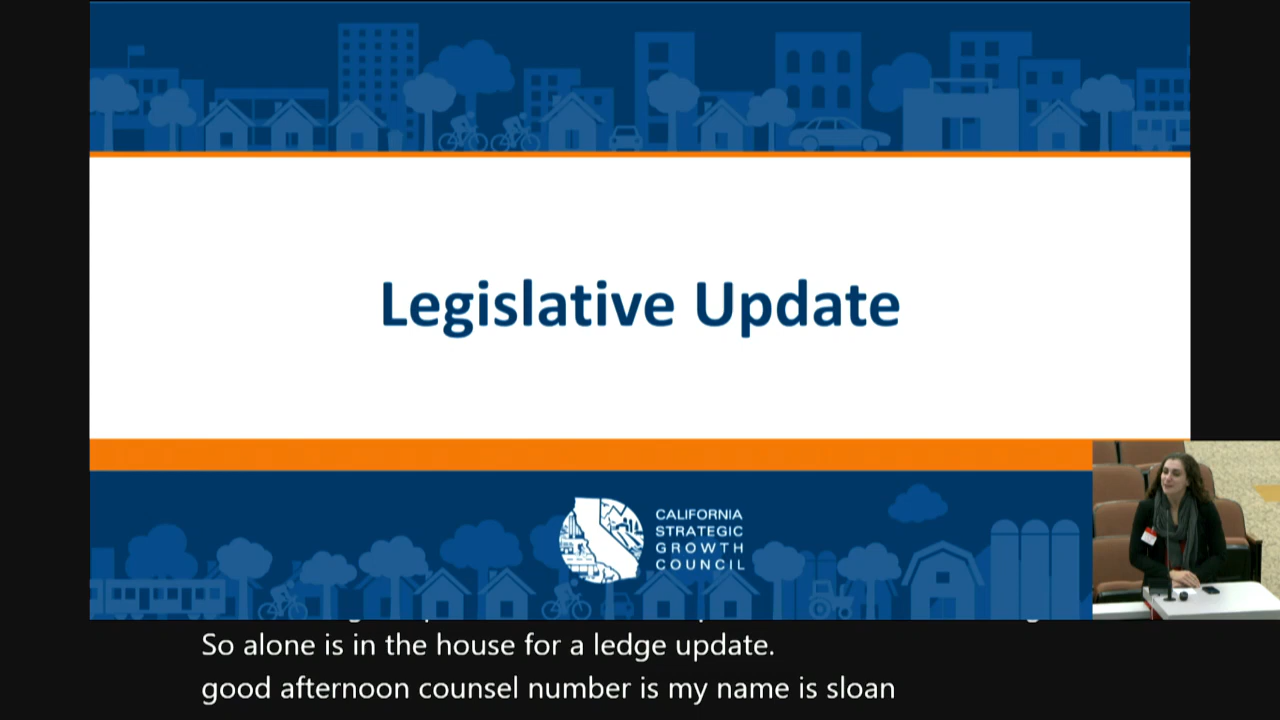 Legislative Update
CALIFORNIA
STRATEGIC
GROWTH
COUNCIL
So alone is in the house for a ledge update.
good afternoon counsel number is my name is sloan